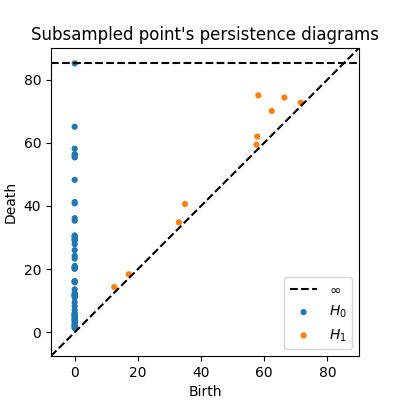 Subsampled point's persistence diagrams
Death
80
60
40
20
0
0 20 40 60 80
Birth
∞
H₀
H₁